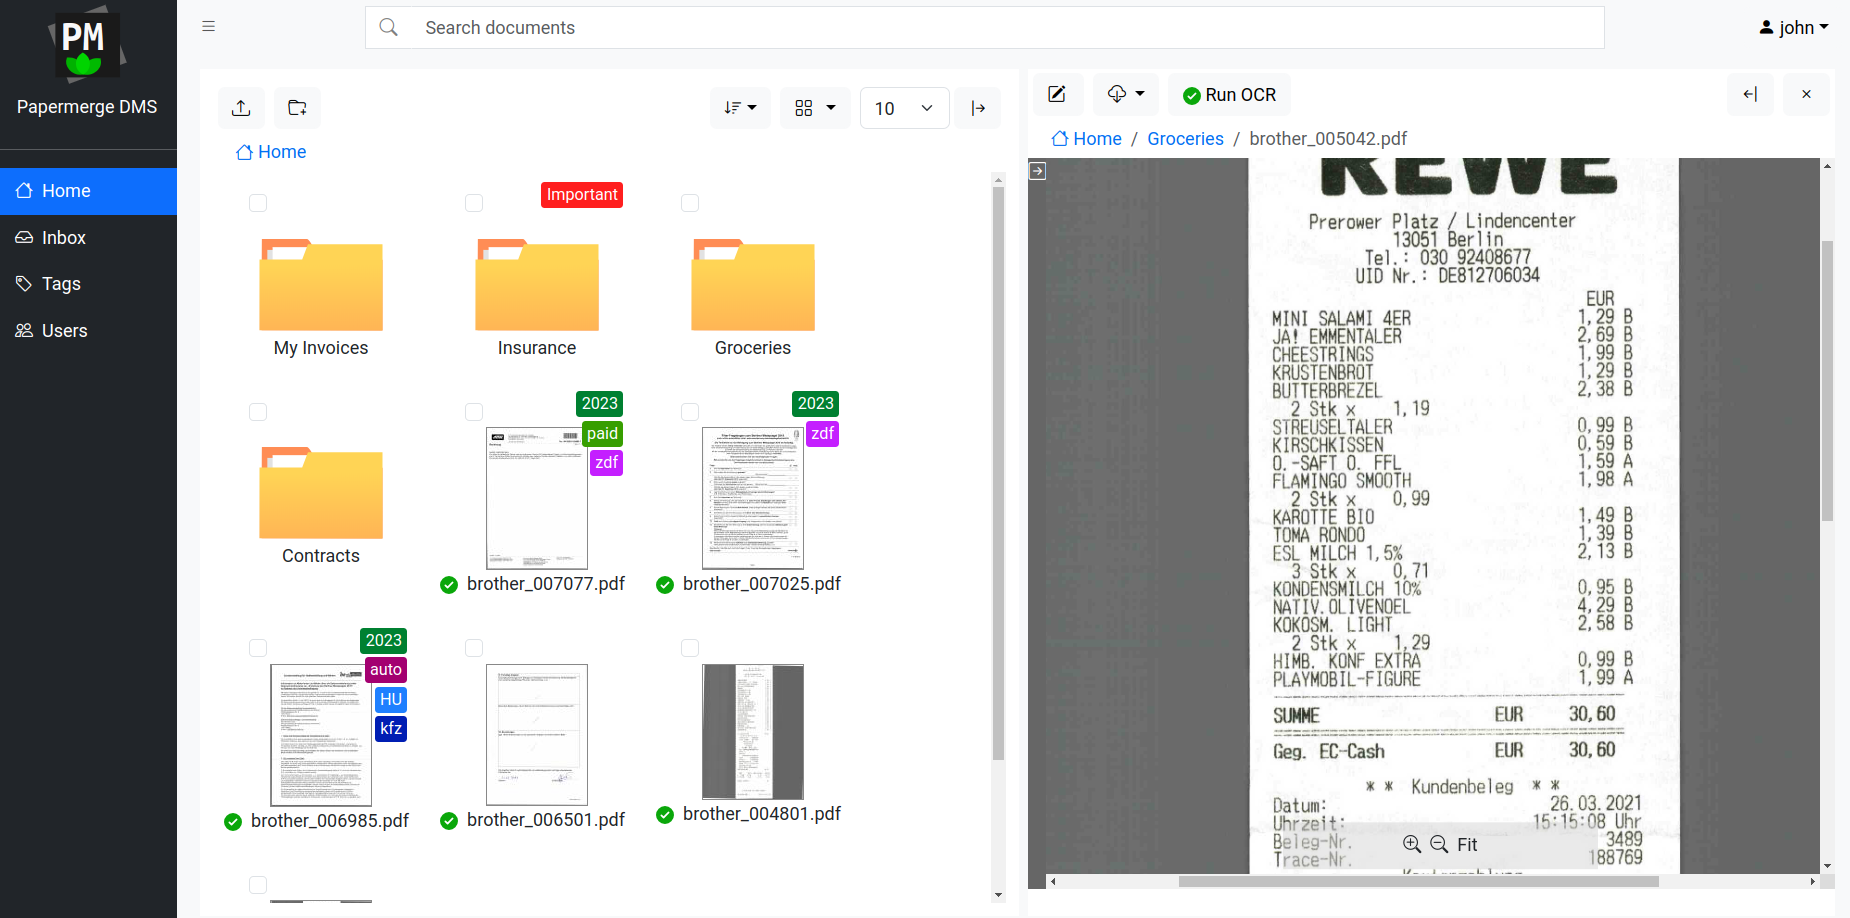 PM
Papermerge DMS
Home
Inbox
Tags
Users
Search documents
john
10
Home
Important
My Invoices
Insurance
Groceries
Contracts
2023
paid
zdf
brother_007077.pdf
2023
zdf
brother_007025.pdf
2023
auto
HU
kfz
brother_006985.pdf
brother_006501.pdf
brother_004801.pdf
Run OCR
Home / Groceries / brother_005042.pdf
REWE
Prerower Platz / Lindencenter
13051 Berlin
Tel.: 030 92408677
UID Nr.: DE812706034
EUR
MINI SALAMI 4ER 1,29 B
JA! EMMENTALER 2,69 B
CHEESTRINGS 1,99 B
KRUSTENBROT 1,29 B
BUTTERBREZEL 2,38 B
2 Stk x 1,19
STREUSELTALER 0,99 B
KIRSCHKISSEN 0,59 B
O.-SAFT O. FFL 1,59 A
FLAMINGO SMOOTH 1,98 A
2 Stk x 0,99
KAROTTE BIO 1,49 B
TOMA RONDO 1,39 B
ESL MILCH 1,5% 2,13 B
3 Stk x 0,71
KONDENSMILCH 10% 0,95 B
NATIV.OLIVENOEL 4,29 B
KOKOSM. LIGHT 2,58 B
2 Stk x 1,29
HIMB. KONF EXTRA 0,99 B
PLAYMOBIL-FIGURE 1,99 A
SUMME EUR 30,60
Geg. EC-Cash EUR 30,60
* * Kundenbeleg * *
Datum: 26.03.2021
Uhrzeit: 15:15:08 Uhr
Beleg-Nr. 3489
Trace-Nr. 188769
Fit